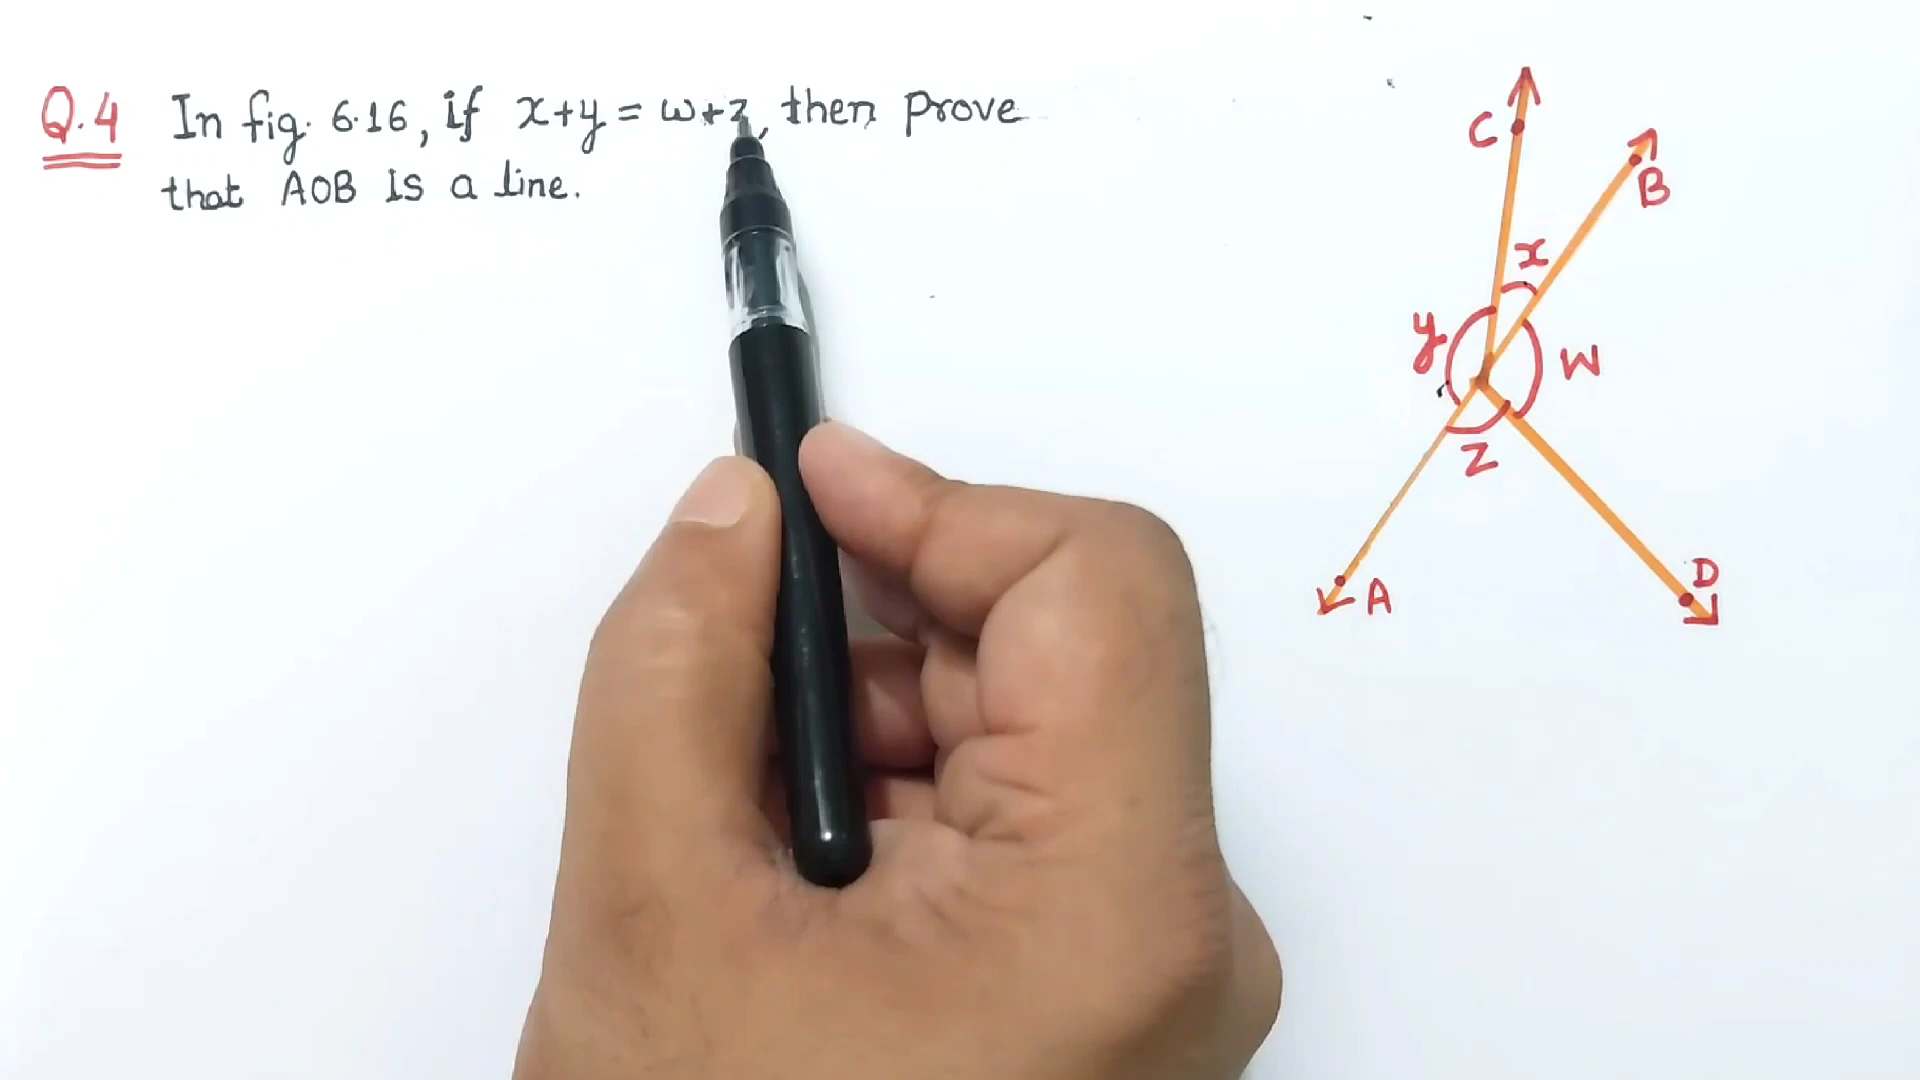 Q.4 In fig. 6.16, if x+y = w+z, then prove
that AOB is a line.
C
B
x
y
w
z
D
A